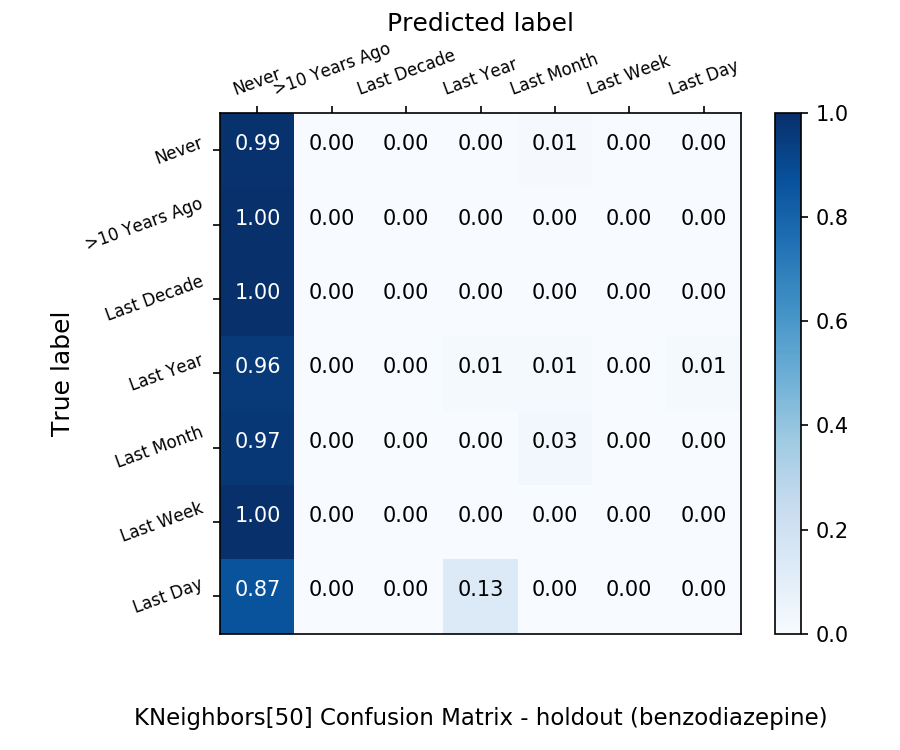 Predicted label
Never
>10 Years Ago
Last Decade
Last Year
Last Month
Last Week
Last Day
True label
Never 0.99 0.00 0.00 0.00 0.01 0.00 0.00
>10 Years Ago 1.00 0.00 0.00 0.00 0.00 0.00 0.00
Last Decade 1.00 0.00 0.00 0.00 0.00 0.00 0.00
Last Year 0.96 0.00 0.00 0.01 0.01 0.00 0.01
Last Month 0.97 0.00 0.00 0.00 0.03 0.00 0.00
Last Week 1.00 0.00 0.00 0.00 0.00 0.00 0.00
Last Day 0.87 0.00 0.00 0.13 0.00 0.00 0.00
1.0
0.8
0.6
0.4
0.2
0.0
KNeighbors[50] Confusion Matrix - holdout (benzodiazepine)